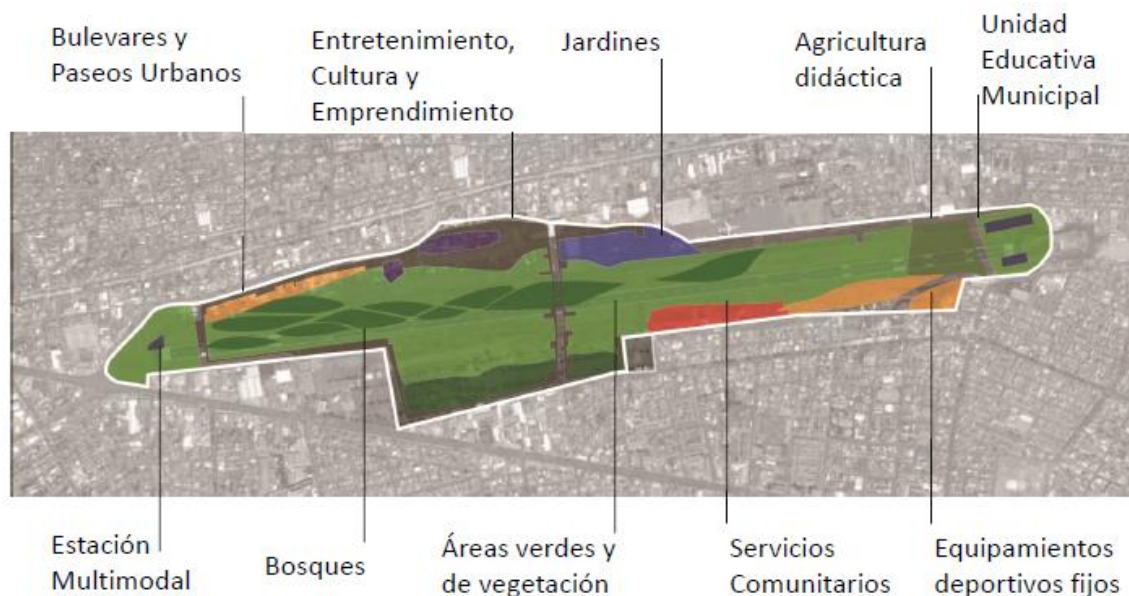 Bulevares y
Paseos Urbanos
Entretenimiento,
Cultura y
Emprendimiento
Jardines
Agricultura
didáctica
Unidad
Educativa
Municipal
Estación
Multimodal
Bosques
Áreas verdes y
de vegetación
Servicios
Comunitarios
Equipamientos
deportivos fijos